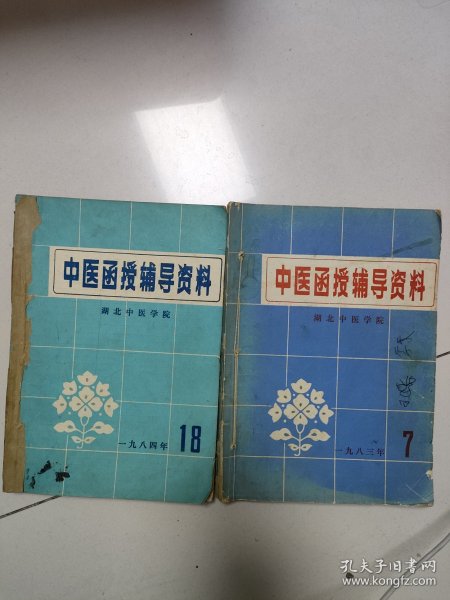 中医函授辅导资料
湖北中医学院
一九八四年
18
中医函授辅导资料
湖北中医学院
一九八三年
7
孔夫子旧书网
www.kongfz.com